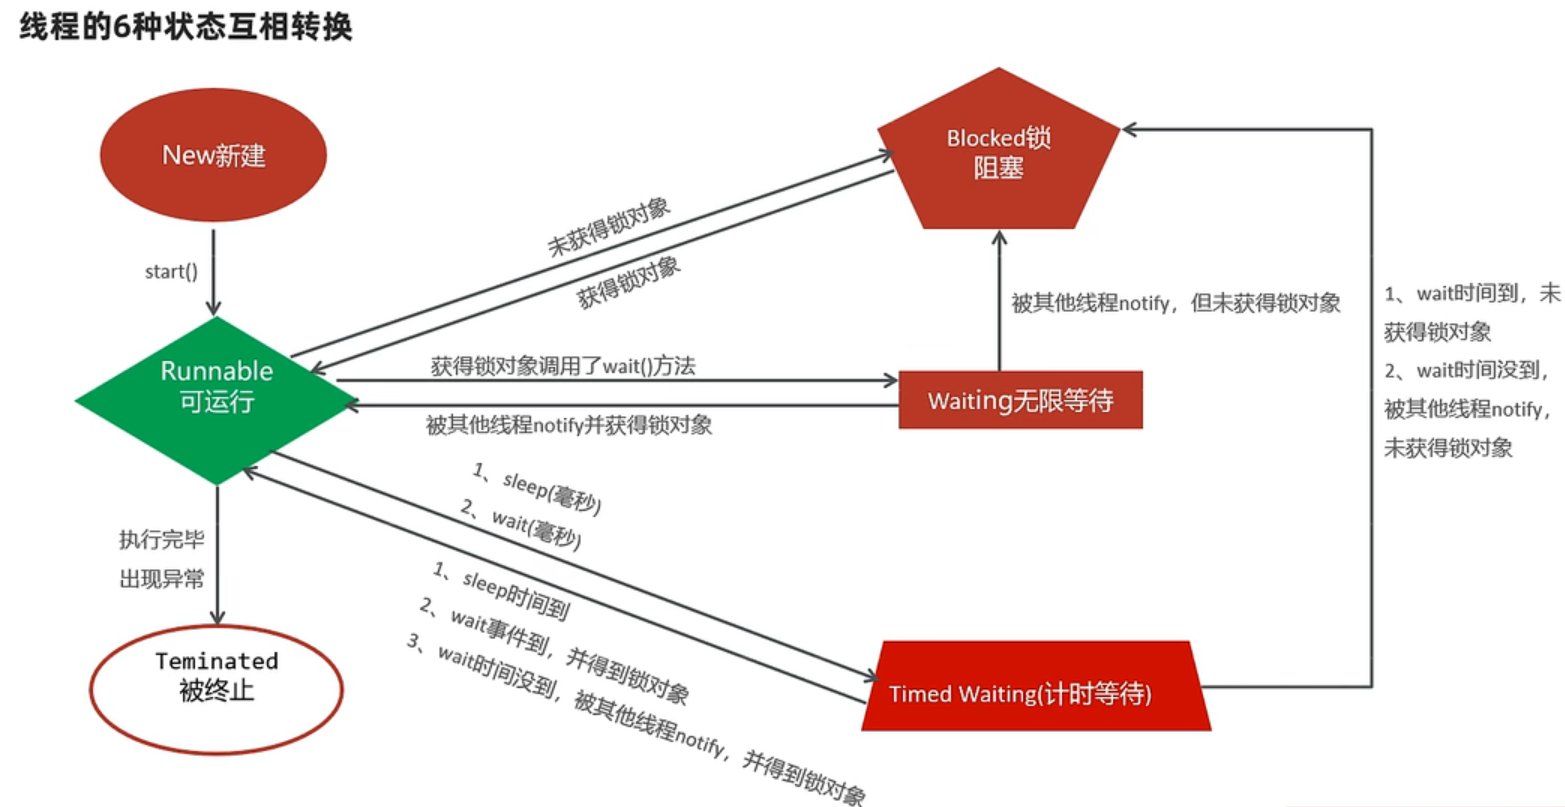 线程的6种状态互相转换
New新建
start()
Runnable
可运行
执行完毕
出现异常
Teminated
被终止
未获得锁对象
获得锁对象
Blocked锁
阻塞
获得锁对象调用了wait()方法
被其他线程notify并获得锁对象
Waiting无限等待
被其他线程notify，但未获得锁对象
1、sleep(毫秒)
2、wait(毫秒)
1、sleep时间到
2、wait事件到，并得到锁对象
3、wait时间没到，被其他线程notify，并得到锁对象
Timed Waiting(计时等待)
1、wait时间到，未
获得锁对象
2、wait时间没到，
被其他线程notify，
未获得锁对象